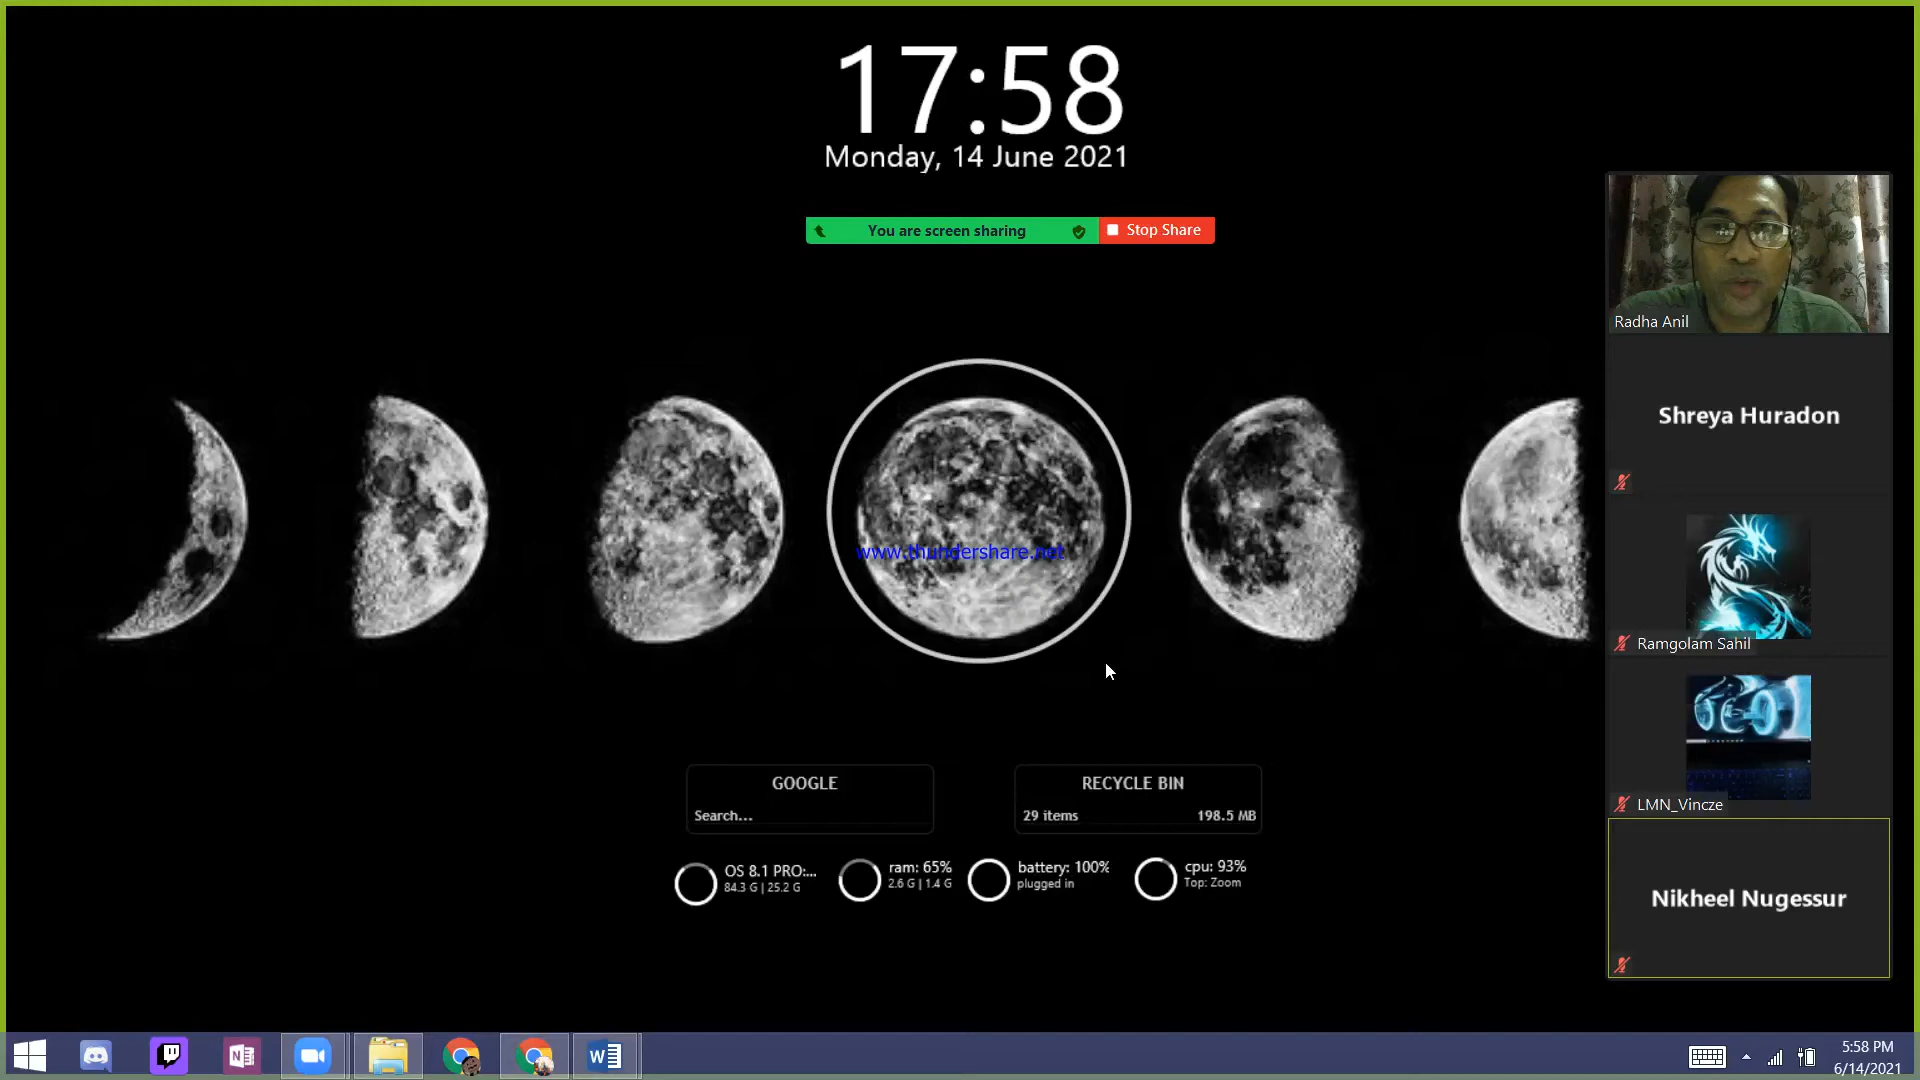 17:58
Monday, 14 June 2021
You are screen sharing
Stop Share
Radha Anil
Shreya Huradon
www.thundershare.net
Ramgolam Sahil
LMN_Vincze
GOOGLE
Search...
RECYCLE BIN
29 items 198.5 MB
OS 8.1 PRO:...
84.3 G | 25.2 G
ram: 65%
2.6 G | 1.4 G
battery: 100%
plugged in
cpu: 93%
Top: Zoom
Nikheel Nugessur
N
W
5:58 PM
6/14/2021